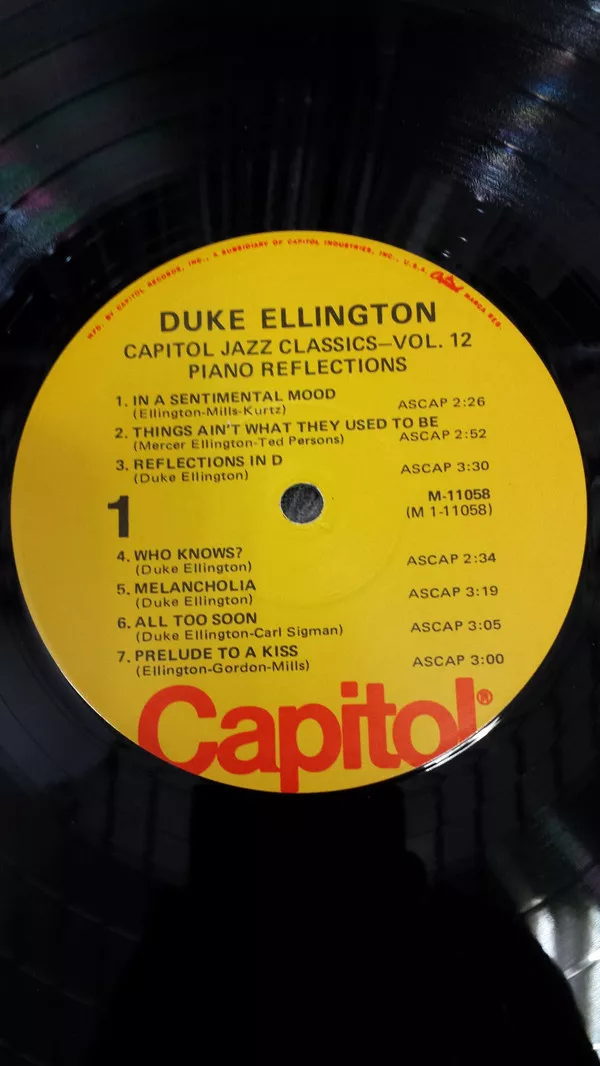 MFD. BY CAPITOL RECORDS, INC., A SUBSIDIARY OF CAPITOL INDUSTRIES, INC., U.S.A. Capitol MARCA REG.
DUKE ELLINGTON
CAPITOL JAZZ CLASSICS—VOL. 12
PIANO REFLECTIONS
1. IN A SENTIMENTAL MOOD
(Ellington-Mills-Kurtz) ASCAP 2:26
2. THINGS AIN'T WHAT THEY USED TO BE
(Mercer Ellington-Ted Persons) ASCAP 2:52
3. REFLECTIONS IN D
(Duke Ellington) ASCAP 3:30
1
M-11058
(M 1-11058)
4. WHO KNOWS?
(Duke Ellington) ASCAP 2:34
5. MELANCHOLIA
(Duke Ellington) ASCAP 3:19
6. ALL TOO SOON
(Duke Ellington-Carl Sigman) ASCAP 3:05
7. PRELUDE TO A KISS
(Ellington-Gordon-Mills) ASCAP 3:00
Capitol®